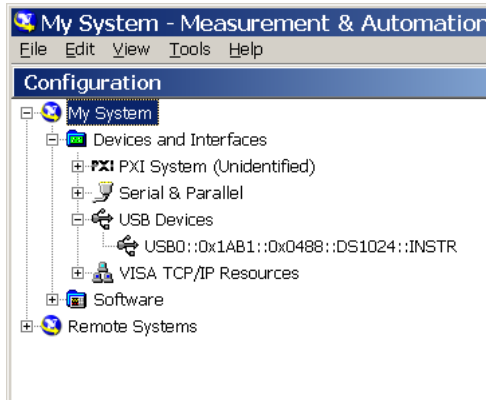 My System - Measurement & Automation
File Edit View Tools Help
Configuration
My System
Devices and Interfaces
PXI PXI System (Unidentified)
Serial & Parallel
USB Devices
USB0::0x1AB1::0x0488::DS1024::INSTR
VISA TCP/IP Resources
Software
Remote Systems